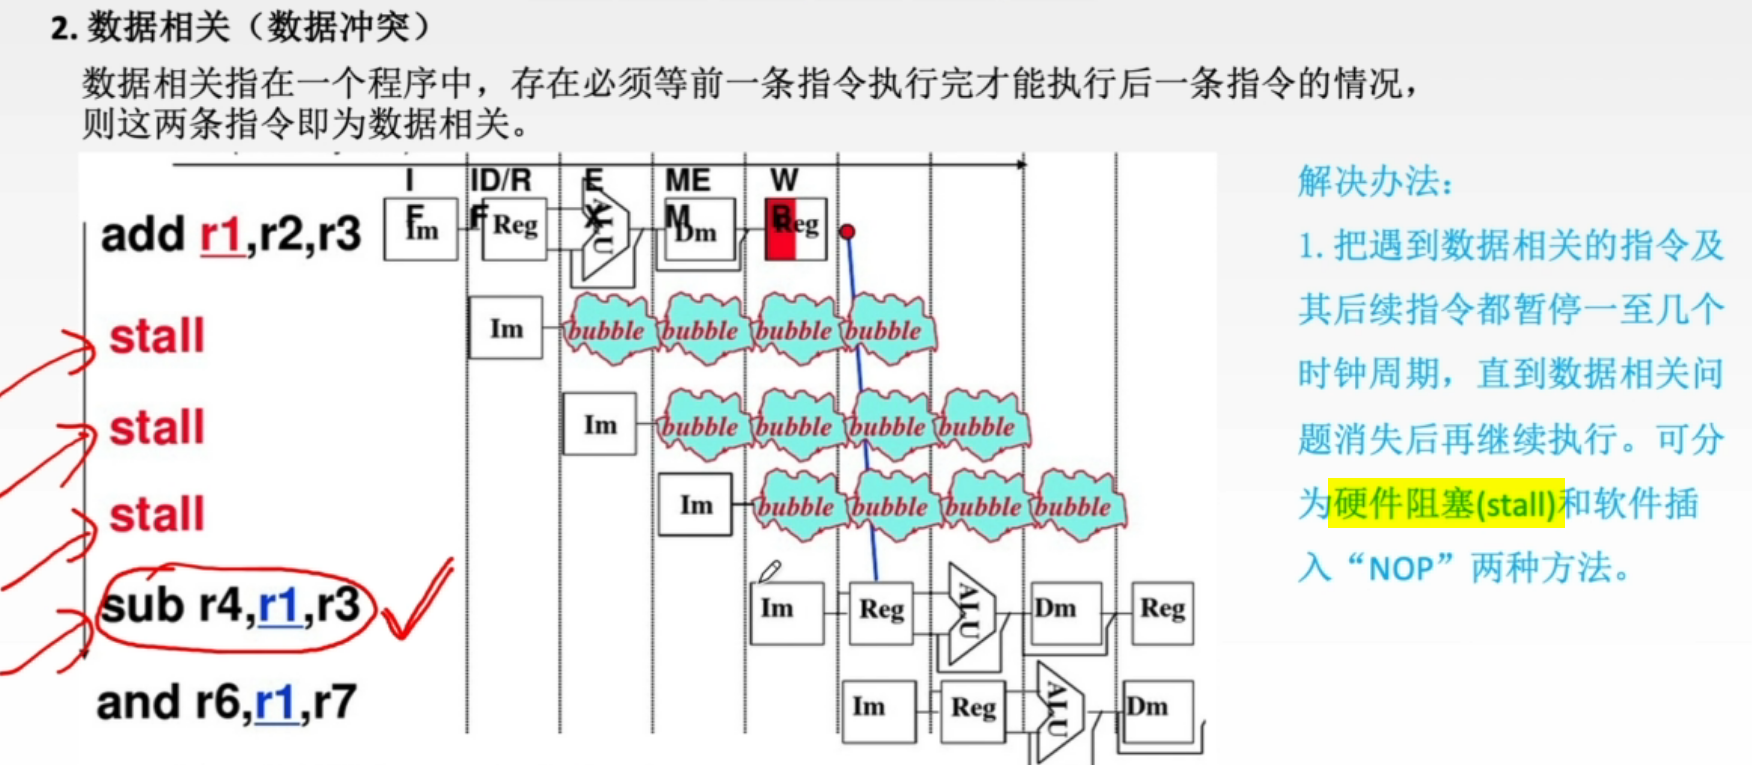 2. 数据相关（数据冲突）
数据相关指在一个程序中，存在必须等前一条指令执行完才能执行后一条指令的情况，
则这两条指令即为数据相关。
IF ID/RF EX MEM WB
add r1,r2,r3 Im Reg ALU Dm Reg
stall Im bubble bubble bubble bubble
stall Im bubble bubble bubble bubble
stall Im bubble bubble bubble bubble
sub r4,r1,r3 Im Reg ALU Dm Reg
and r6,r1,r7 Im Reg ALU Dm
解决办法：
1. 把遇到数据相关的指令及
其后续指令都暂停一至几个
时钟周期，直到数据相关问
题消失后再继续执行。可分
为硬件阻塞(stall)和软件插
入“NOP”两种方法。